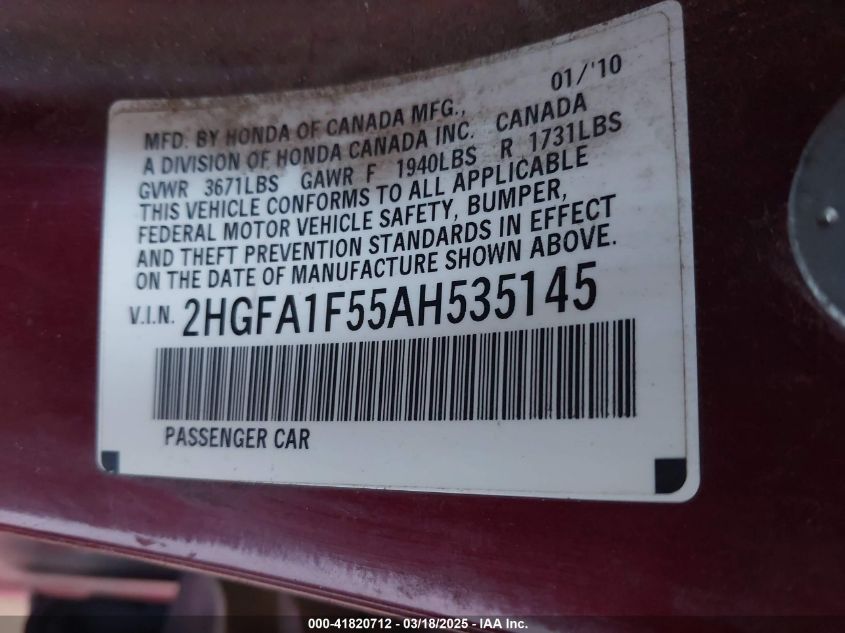 01/'10
MFD. BY HONDA OF CANADA MFG.,
A DIVISION OF HONDA CANADA INC. CANADA
GVWR 3671LBS GAWR F 1940LBS R 1731LBS
THIS VEHICLE CONFORMS TO ALL APPLICABLE
FEDERAL MOTOR VEHICLE SAFETY, BUMPER,
AND THEFT PREVENTION STANDARDS IN EFFECT
ON THE DATE OF MANUFACTURE SHOWN ABOVE.
V.I.N. 2HGFA1F55AH535145
PASSENGER CAR
000-41820712 - 03/18/2025 - IAA Inc.